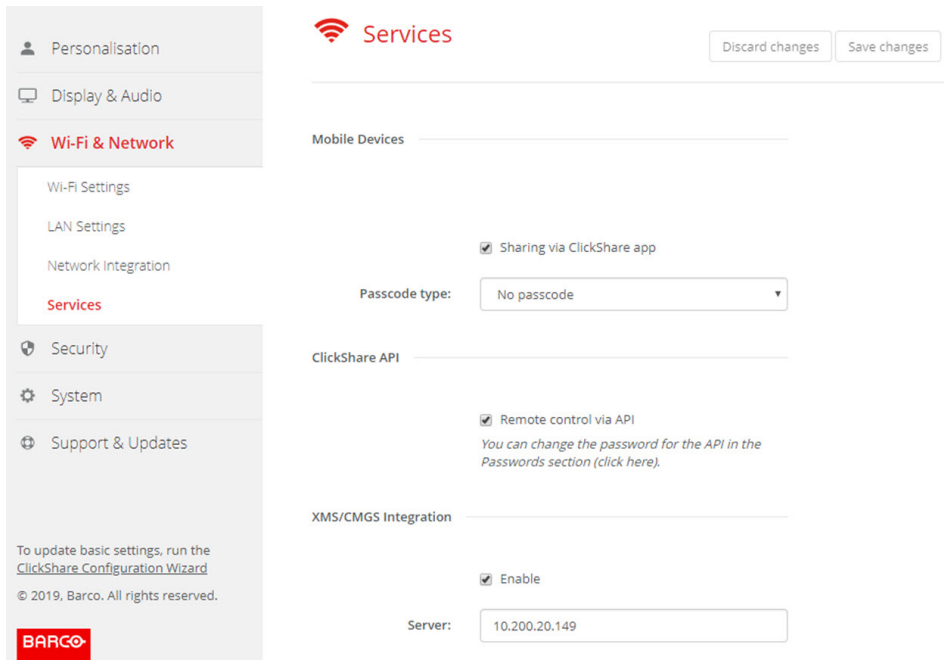 Personalisation
Display & Audio
Wi-Fi & Network
Wi-Fi Settings
LAN Settings
Network Integration
Services
Security
System
Support & Updates
To update basic settings, run the
ClickShare Configuration Wizard
© 2019, Barco. All rights reserved.
BARCO
Services
Discard changes
Save changes
Mobile Devices
Sharing via ClickShare app
Passcode type:
No passcode
ClickShare API
Remote control via API
You can change the password for the API in the
Passwords section (click here).
XMS/CMGS Integration
Enable
Server:
10.200.20.149